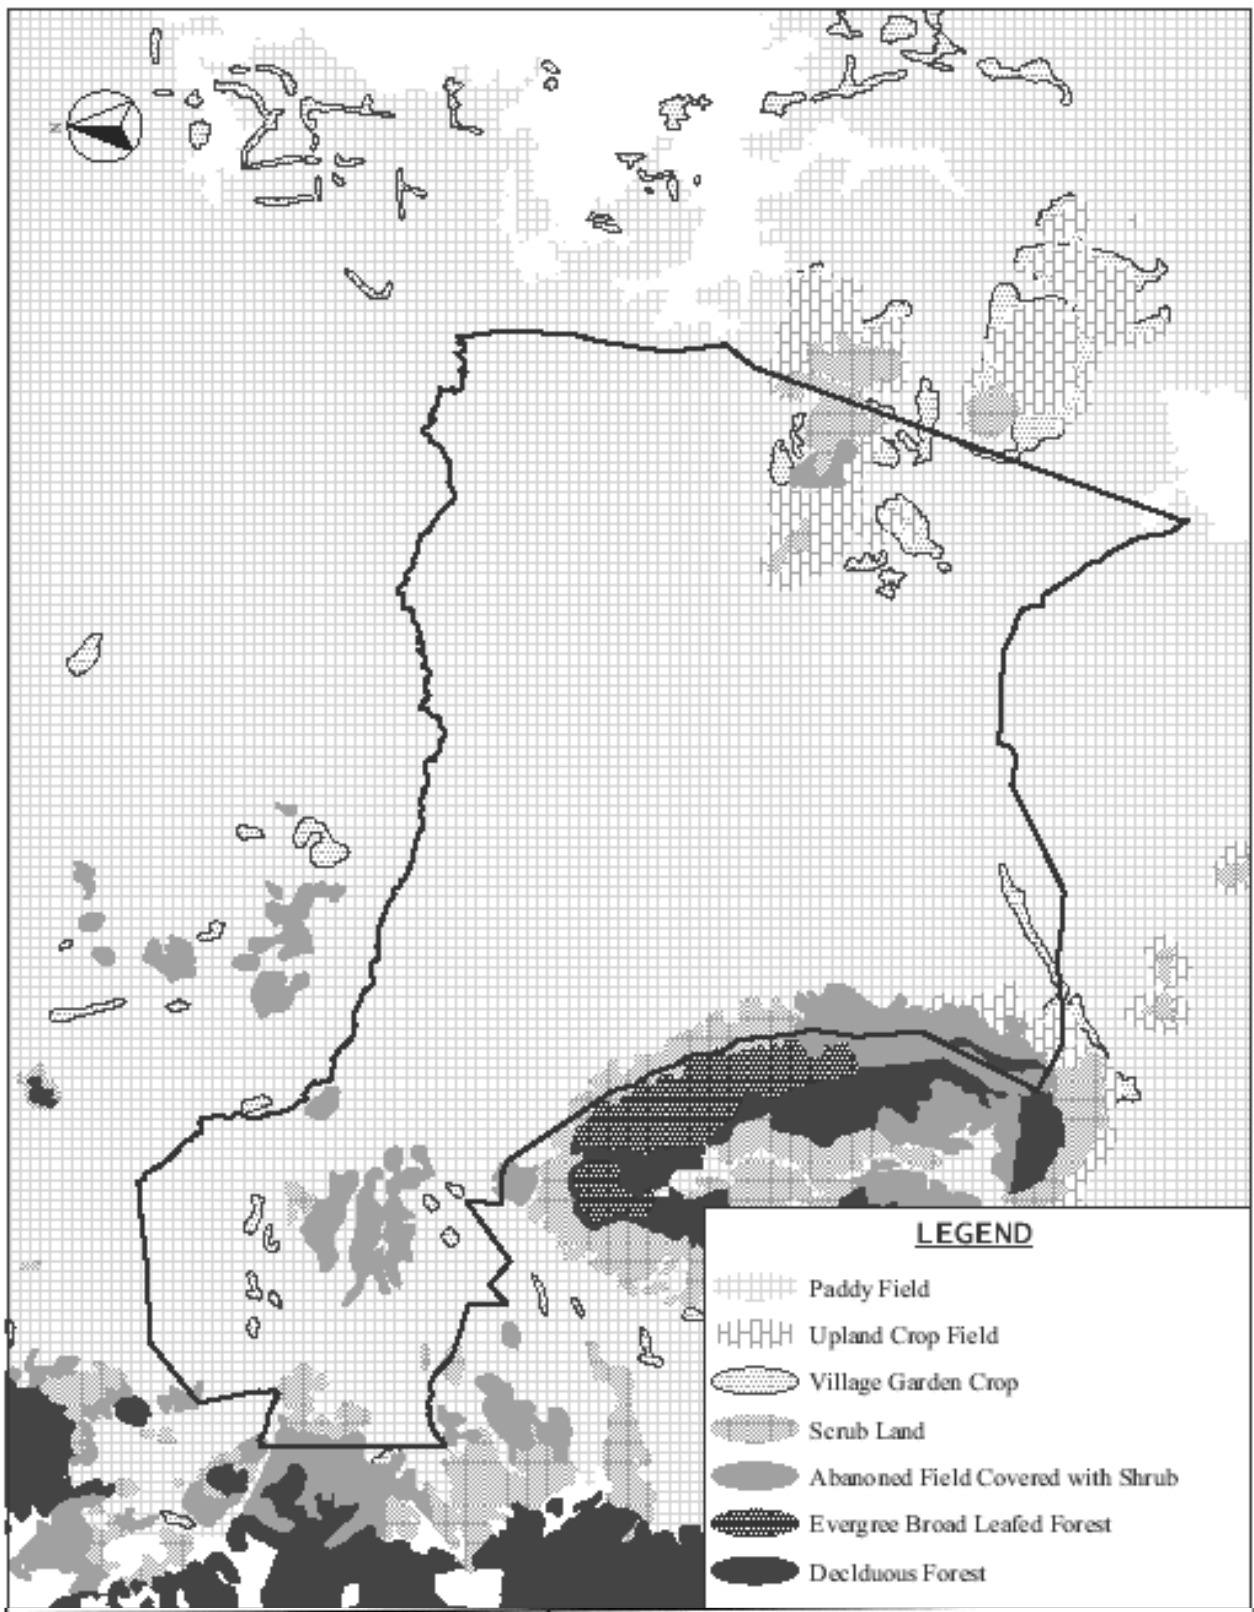 N
LEGEND
Paddy Field
Upland Crop Field
Village Garden Crop
Scrub Land
Abanoned Field Covered with Shrub
Evergree Broad Leafed Forest
Declduous Forest